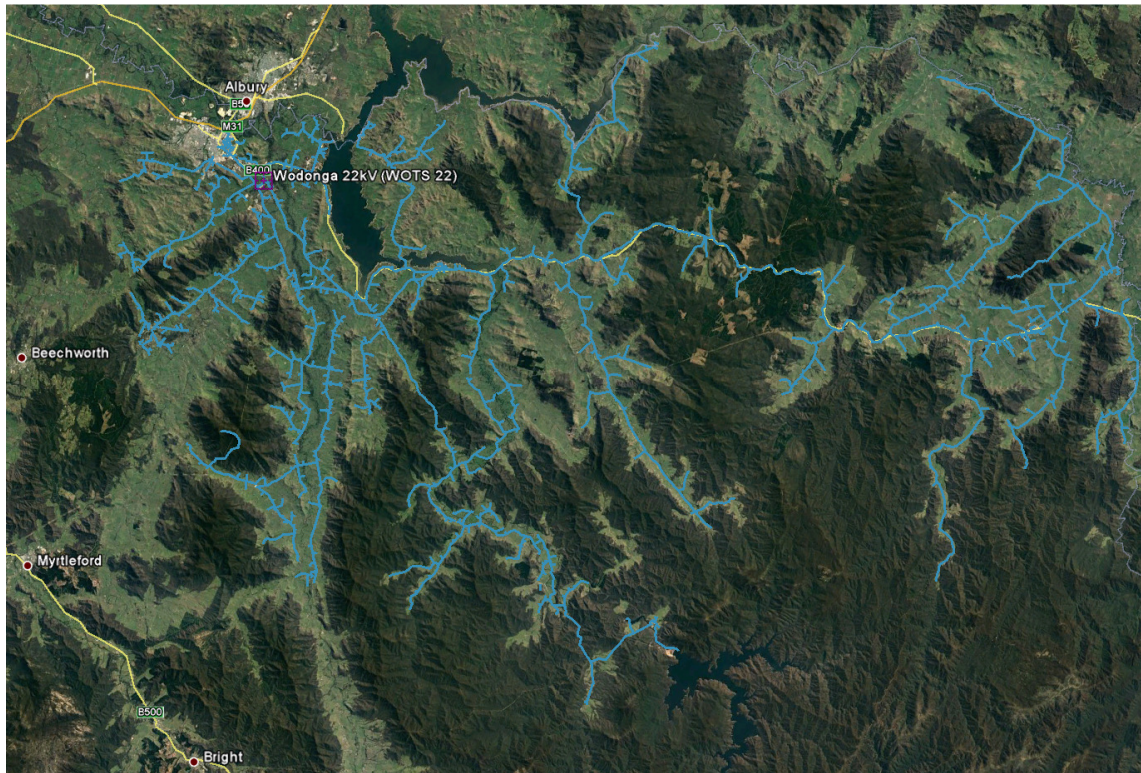 Albury
B58
M31
B400
Wodonga 22kV (WOTS 22)
Beechworth
Myrtleford
B500
Bright